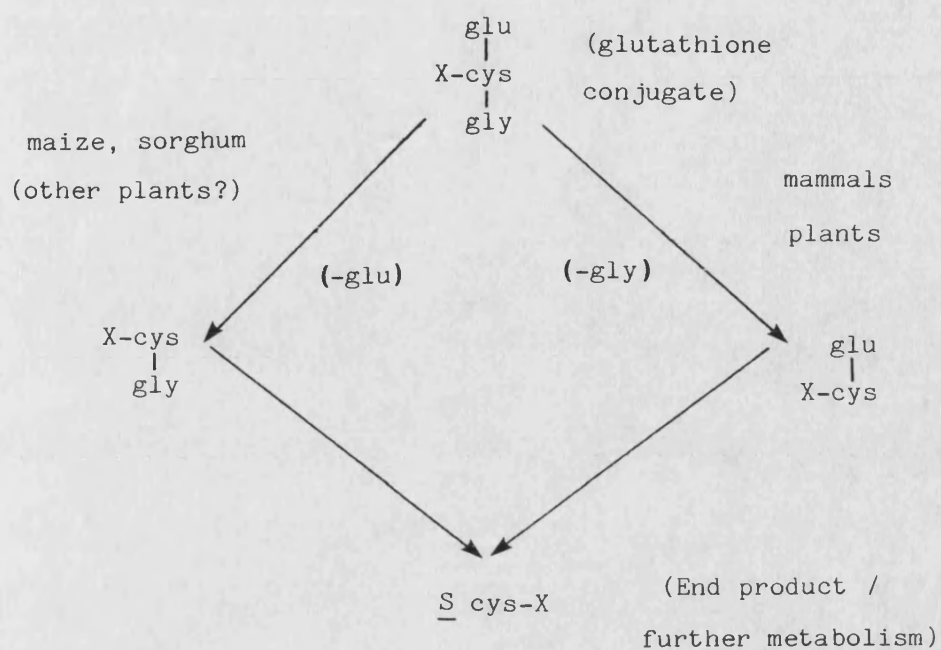 glu
(glutathione
X-cys
conjugate)
gly
maize, sorghum
(other plants?)
mammals
plants
(-glu)
(-gly)
X-cys
gly
glu
X-cys
S cys-X
(End product /
further metabolism)